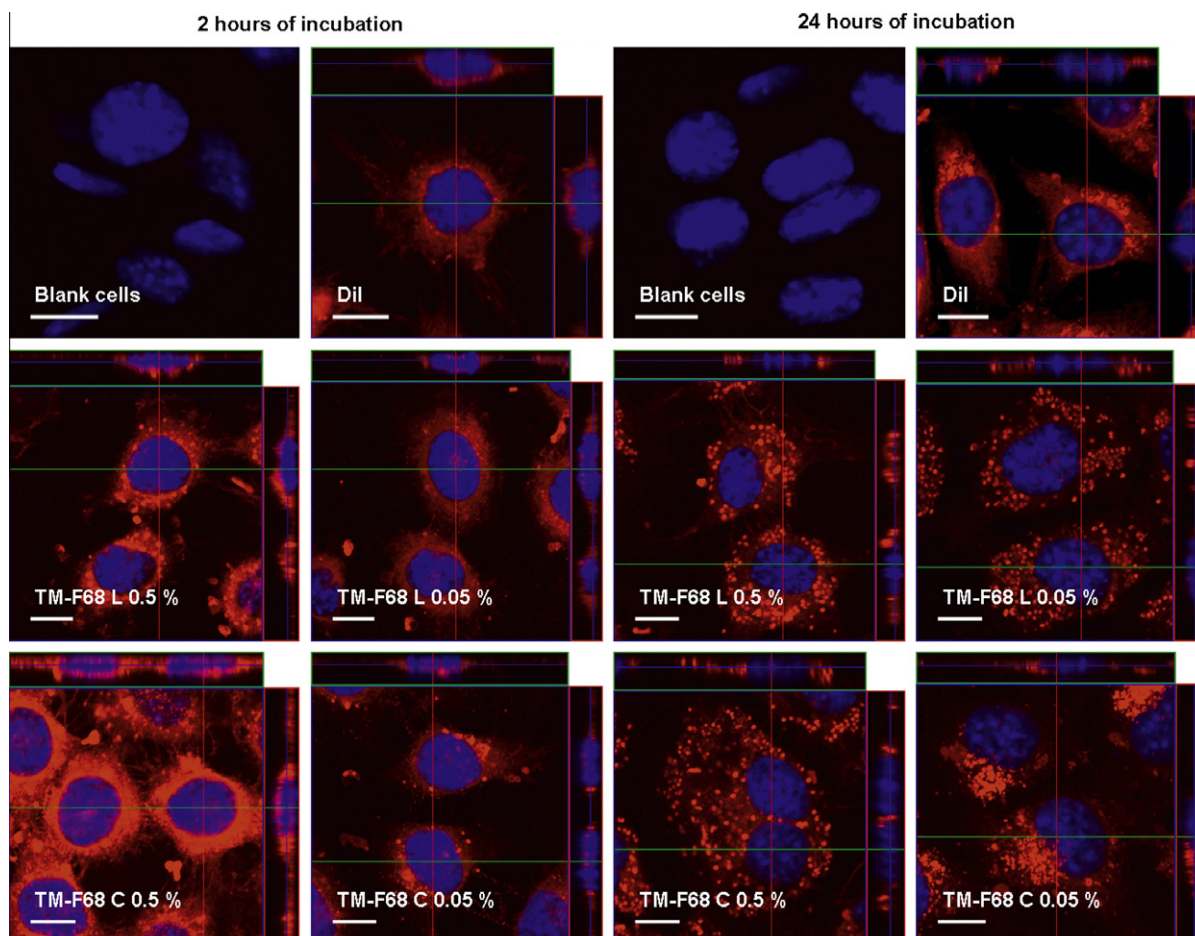 2 hours of incubation
24 hours of incubation
Blank cells
Dil
Blank cells
Dil
TM-F68 L 0.5 %
TM-F68 L 0.05 %
TM-F68 L 0.5 %
TM-F68 L 0.05 %
TM-F68 C 0.5 %
TM-F68 C 0.05 %
TM-F68 C 0.5 %
TM-F68 C 0.05 %